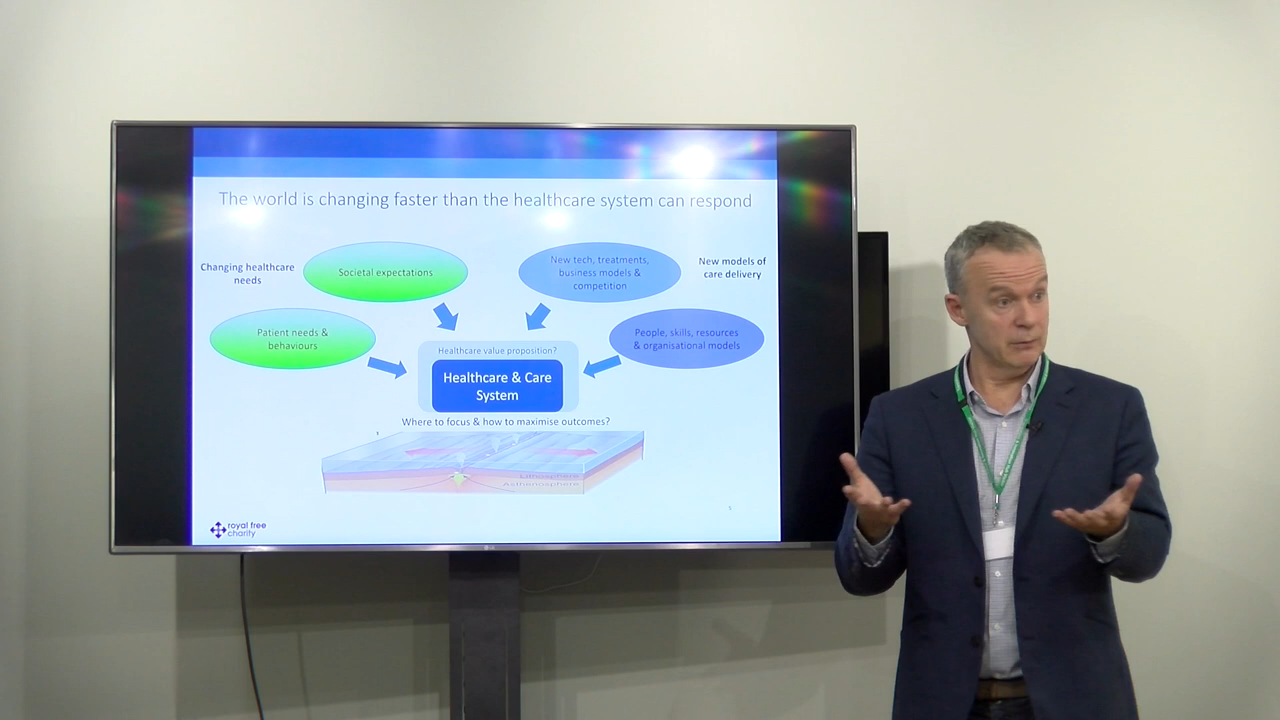 The world is changing faster than the healthcare system can respond
Changing healthcare
needs
Societal expectations
New tech, treatments,
business models &
competition
New models of
care delivery
Patient needs &
behaviours
People, skills, resources
& organisational models
Healthcare value proposition?
Healthcare & Care
System
Where to focus & how to maximise outcomes?
Lithosphere
Asthenosphere
royal free
charity